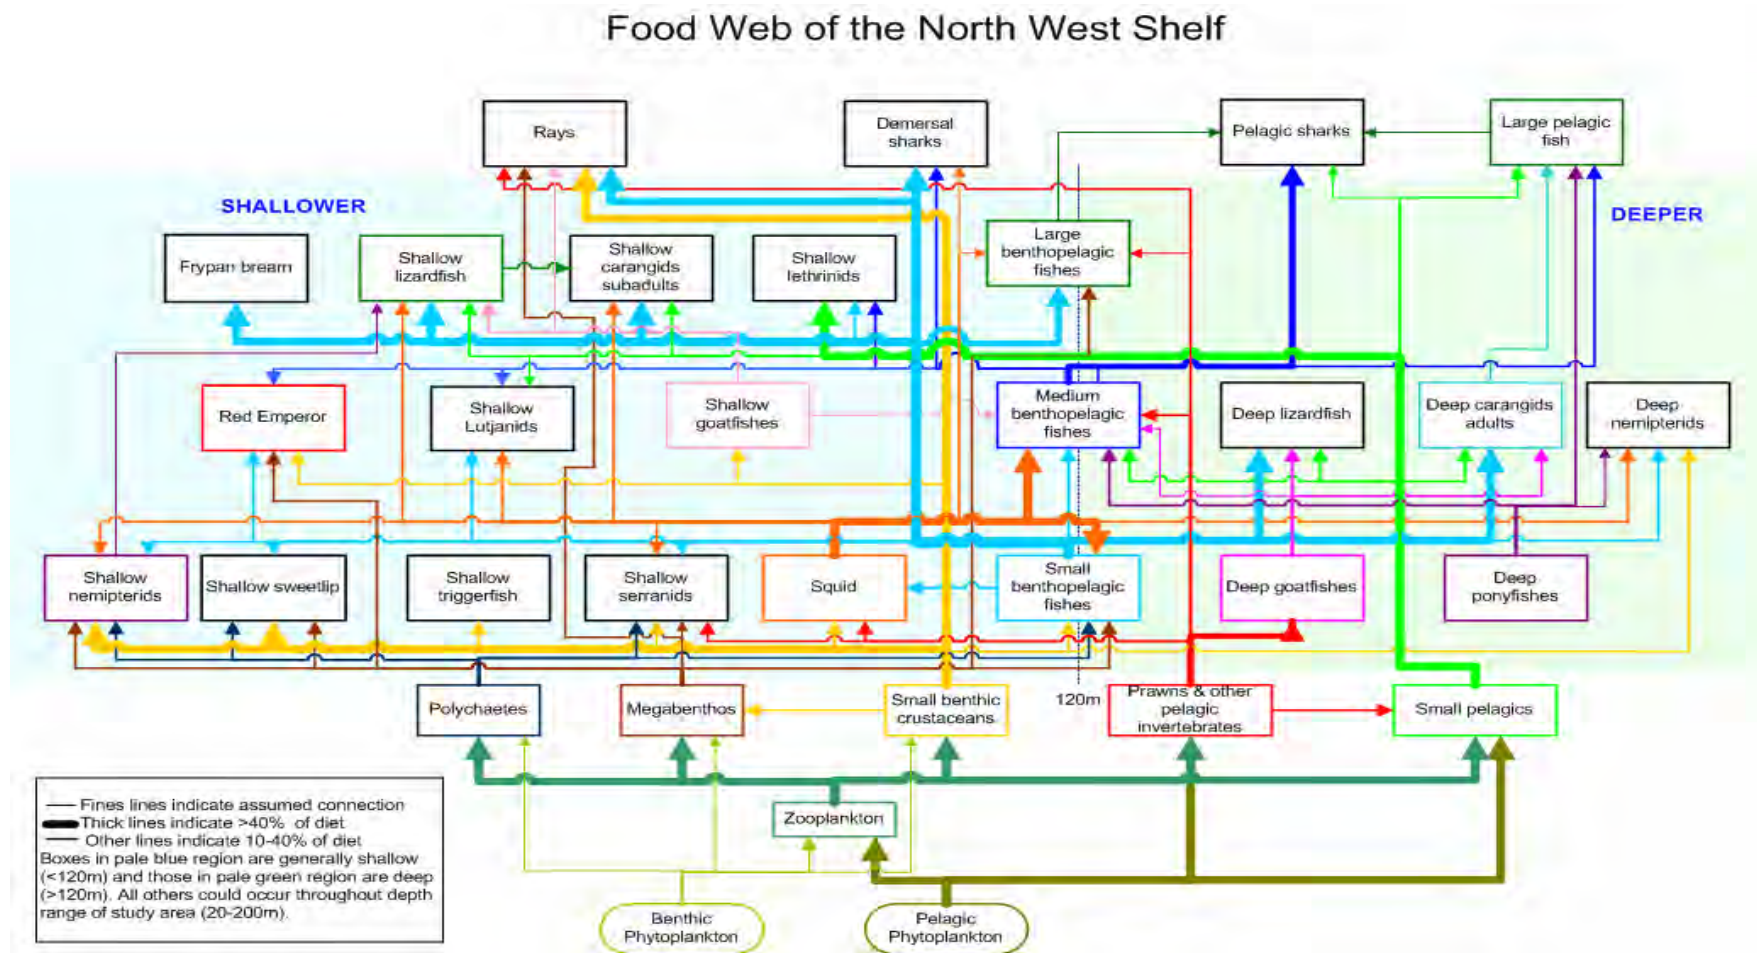 Food Web of the North West Shelf
Rays
Demersal
sharks
Pelagic sharks
Large pelagic
fish
SHALLOWER
DEEPER
Frypan bream
Shallow
lizardfish
Shallow
carangids
subadults
Shallow
lethrinids
Large
benthopelagic
fishes
Red Emperor
Shallow
Lutjanids
Shallow
goatfishes
Medium
benthopelagic
fishes
Deep lizardfish
Deep carangids
adults
Deep
nemipterids
Shallow
nemipterids
Shallow sweetlip
Shallow
triggerfish
Shallow
serranids
Squid
Small
benthopelagic
fishes
Deep goatfishes
Deep
ponyfishes
Polychaetes
Megabenthos
Small benthic
crustaceans
120m
Prawns & other
pelagic
invertebrates
Small pelagics
Zooplankton
Fines lines indicate assumed connection
Thick lines indicate >40% of diet
Other lines indicate 10-40% of diet
Boxes in pale blue region are generally shallow
(<120m) and those in pale green region are deep
(>120m). All others could occur throughout depth
range of study area (20-200m).
Benthic
Phytoplankton
Pelagic
Phytoplankton